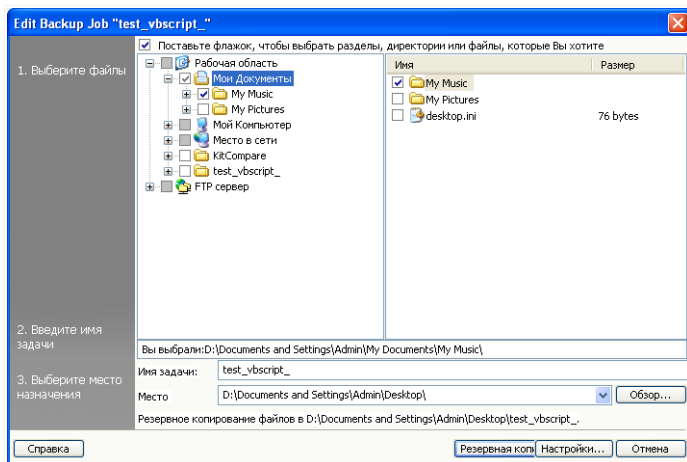 Edit Backup Job "test_vbscript_"
Поставьте флажок, чтобы выбрать разделы, директории или файлы, которые Вы хотите
1. Выберите файлы
Рабочая область
Мои Документы
My Music
My Pictures
Мой Компьютер
Место в сети
KitCompare
test_vbscript_
FTP сервер
Имя Размер
My Music
My Pictures
desktop.ini 76 bytes
Вы выбрали:D:\Documents and Settings\Admin\My Documents\My Music\
2. Введите имя
задачи
Имя задачи: test_vbscript_
3. Выберите место
назначения
Место D:\Documents and Settings\Admin\Desktop\ Обзор...
Резервное копирование файлов в D:\Documents and Settings\Admin\Desktop\test_vbscript_.
Справка Резервная копи Настройки... Отмена